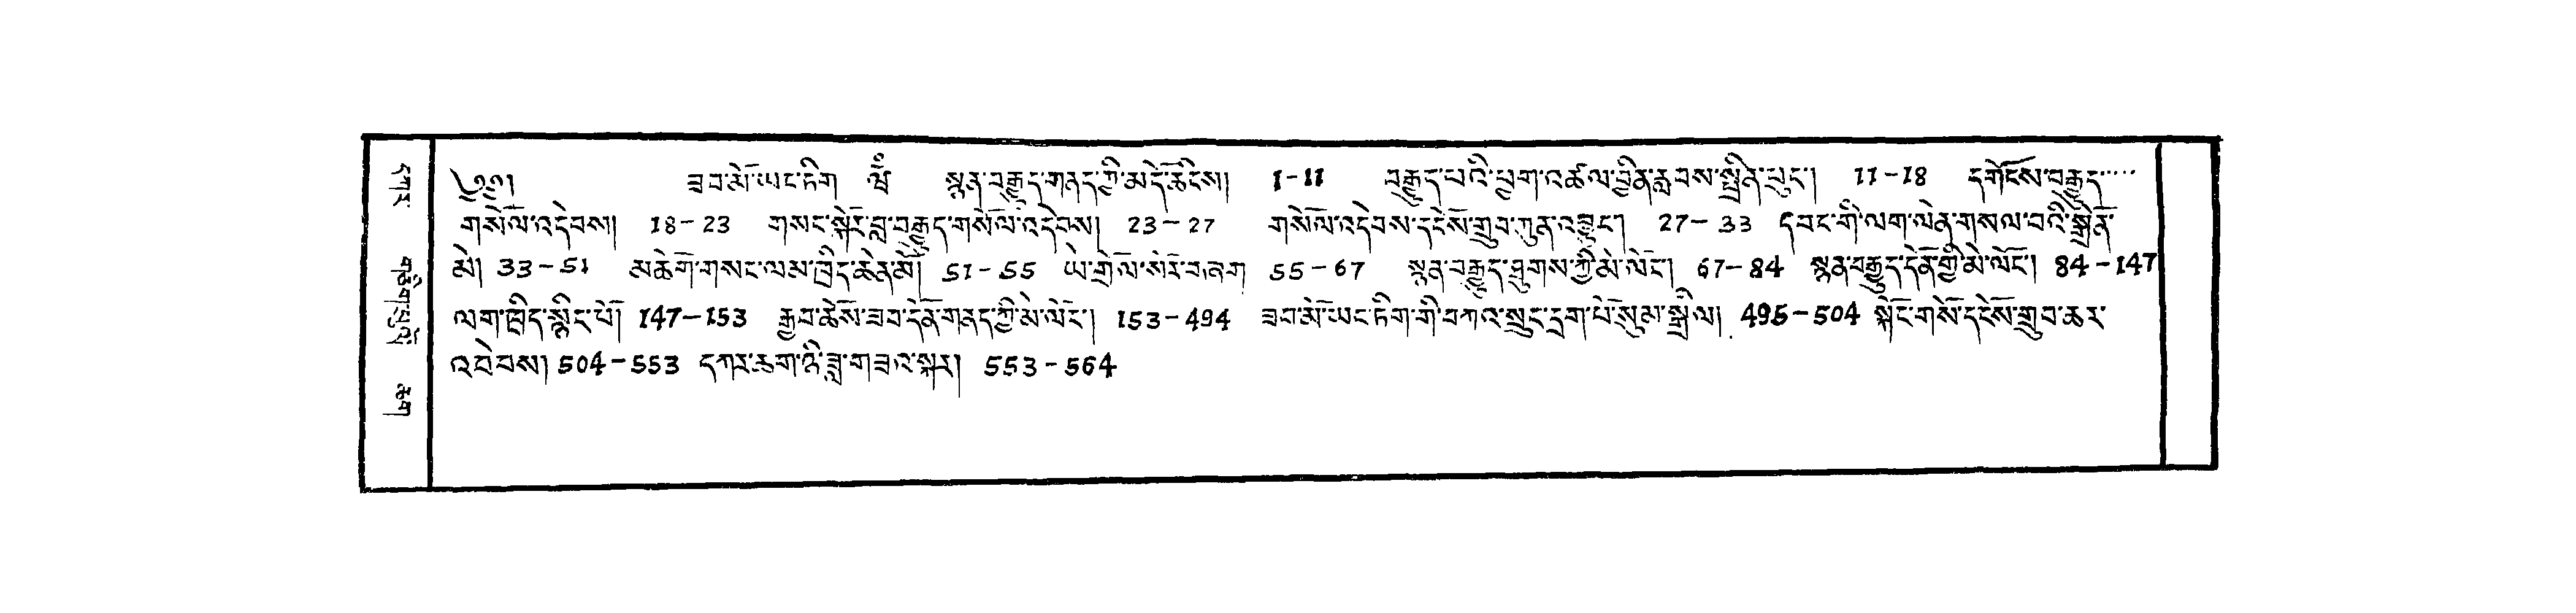 དཀར གཅིག་པུའོ ཆག
༄༅། ཟབ་མོ་ཡང་ཏིག ལྃ སྙན་བརྒྱུད་གནད་ཀྱི་མདོ་ཆིངས། 1-11 བརྒྱུད་པའི་ཕྱག་འཚལ་བྱིན་རླབས་སྤྲིན་ཕུང་། 11-18 དགོངས་བརྒྱུད་་་་་
གསོལ་འདེབས། 18-23 གསང་སྐོར་བླ་བརྒྱུད་གསོལ་འདེབས། 23-27 གསོལ་འདེབས་དངོས་གྲུབ་ཀུན་འབྱུང་། 27-33 དབང་གི་ལག་ལེན་གསལ་བའི་སྒྲོན་
མེ། 33-51 མཆོག་གསང་ལམ་ཁྲིད་ཆེན་མོ། 51-55 ཡེ་གྲོལ་སོར་བཞག 55-67 སྙན་བརྒྱུད་ཐུགས་ཀྱི་མེ་ལོང་། 67-84 སྙན་བརྒྱུད་དོན་གྱི་མེ་ལོང་། 84-147
ལག་ཁྲིད་སྙིང་པོ། 147-153 རྒྱབ་ཆོས་ཟབ་དོན་གནད་ཀྱི་མེ་ལོང་། 153-494 ཟབ་མོ་ཡང་ཏིག་གི་བཀའ་སྲུང་དྲག་པོ་སུམ་སྒྲིལ། 495-504 སྐོང་གསོ་དངོས་གྲུབ་ཆར་
འབེབས། 504-553 དཀར་ཆག་ཉི་ཟླ་གཟའ་སྐར། 553-564